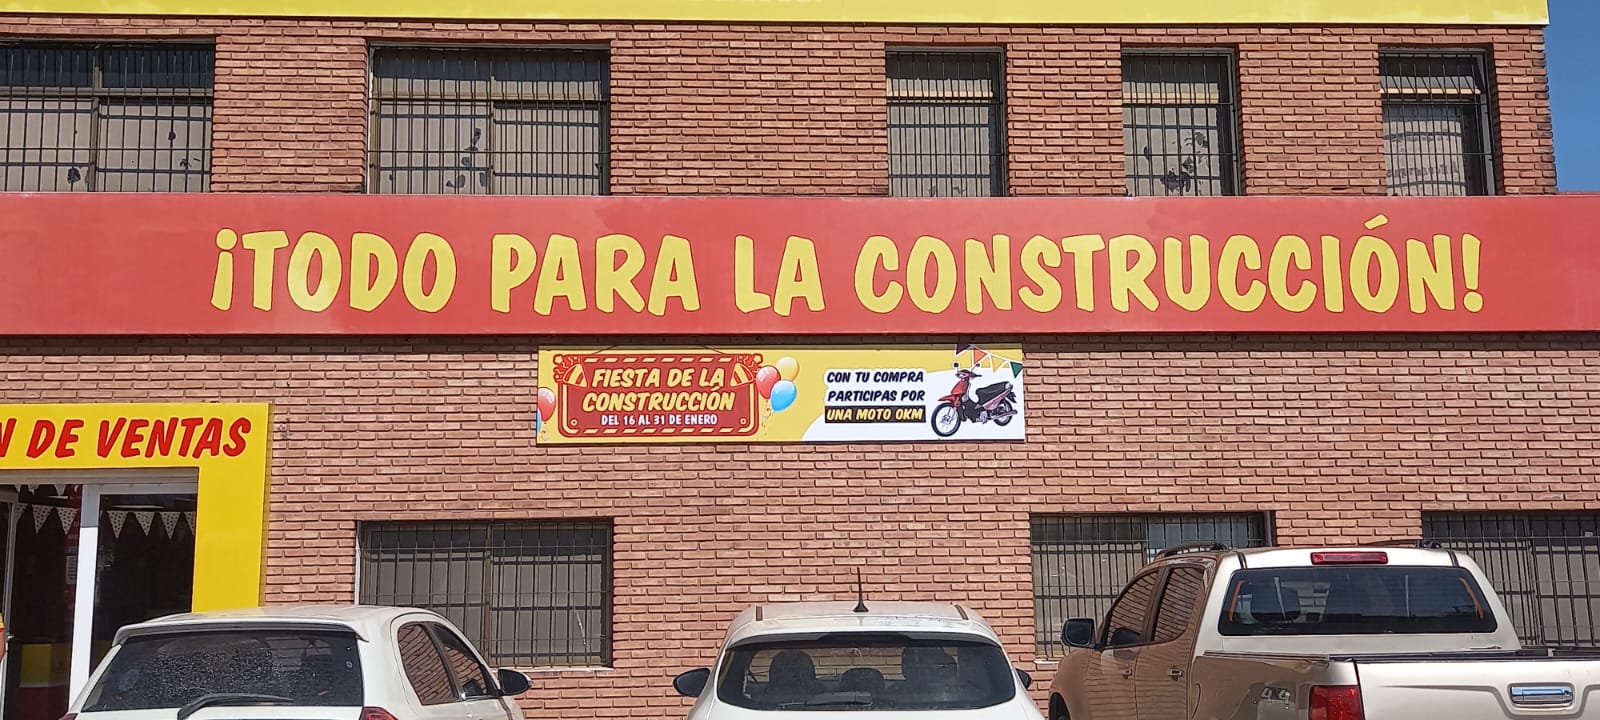 ¡TODO PARA LA CONSTRUCCIÓN!
FIESTA DE LA
CONSTRUCCIÓN
DEL 16 AL 31 DE ENERO
CON TU COMPRA
PARTICIPAS POR
UNA MOTO 0KM
N DE VENTAS
4x4